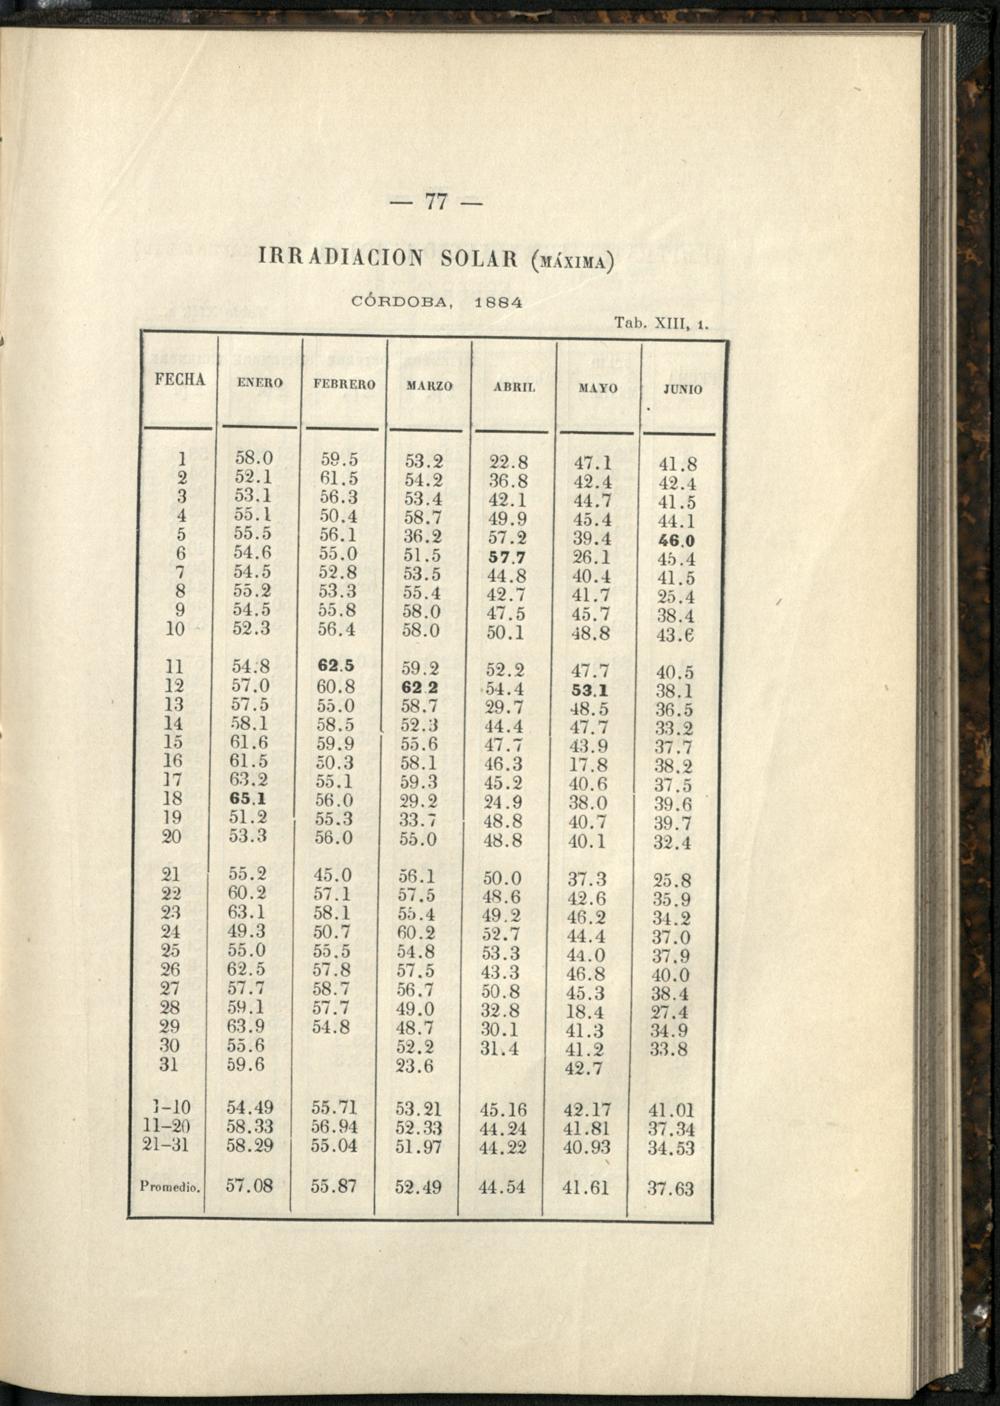 — 77 —
IRRADIACION SOLAR (MÁXIMA)
CÓRDOBA, 1884
Tab. XIII, 1.
FECHA ENERO FEBRERO MARZO ABRIL MAYO JUNIO
1 58.0 59.5 53.2 22.8 47.1 41.8
2 52.1 61.5 54.2 36.8 42.4 42.4
3 53.1 56.3 53.4 42.1 44.7 41.5
4 55.1 50.4 58.7 49.9 45.4 44.1
5 55.5 56.1 36.2 57.2 39.4 46.0
6 54.6 55.0 51.5 57.7 26.1 45.4
7 54.5 52.8 53.5 44.8 40.4 41.5
8 55.2 53.3 55.4 42.7 41.7 25.4
9 54.5 55.8 58.0 47.5 45.7 38.4
10 52.3 56.4 58.0 50.1 48.8 43.6
11 54.8 62.5 59.2 52.2 47.7 40.5
12 57.0 60.8 62 2 54.4 53.1 38.1
13 57.5 55.0 58.7 29.7 48.5 36.5
14 58.1 58.5 52.3 44.4 47.7 33.2
15 61.6 59.9 55.6 47.7 43.9 37.7
16 61.5 50.3 58.1 46.3 17.8 38.2
17 63.2 55.1 59.3 45.2 40.6 37.5
18 65.1 56.0 29.2 24.9 38.0 39.6
19 51.2 55.3 33.7 48.8 40.7 39.7
20 53.3 56.0 55.0 48.8 40.1 32.4
21 55.2 45.0 56.1 50.0 37.3 25.8
22 60.2 57.1 57.5 48.6 42.6 35.9
23 63.1 58.1 55.4 49.2 46.2 34.2
24 49.3 50.7 60.2 52.7 44.4 37.0
25 55.0 55.5 54.8 53.3 44.0 37.9
26 62.5 57.8 57.5 43.3 46.8 40.0
27 57.7 58.7 56.7 50.8 45.3 38.4
28 59.1 57.7 49.0 32.8 18.4 27.4
29 63.9 54.8 48.7 30.1 41.3 34.9
30 55.6 52.2 31.4 41.2 33.8
31 59.6 23.6 42.7
1-10 54.49 55.71 53.21 45.16 42.17 41.01
11-20 58.33 56.94 52.33 44.24 41.81 37.34
21-31 58.29 55.04 51.97 44.22 40.93 34.53
Promedio. 57.08 55.87 52.49 44.54 41.61 37.63